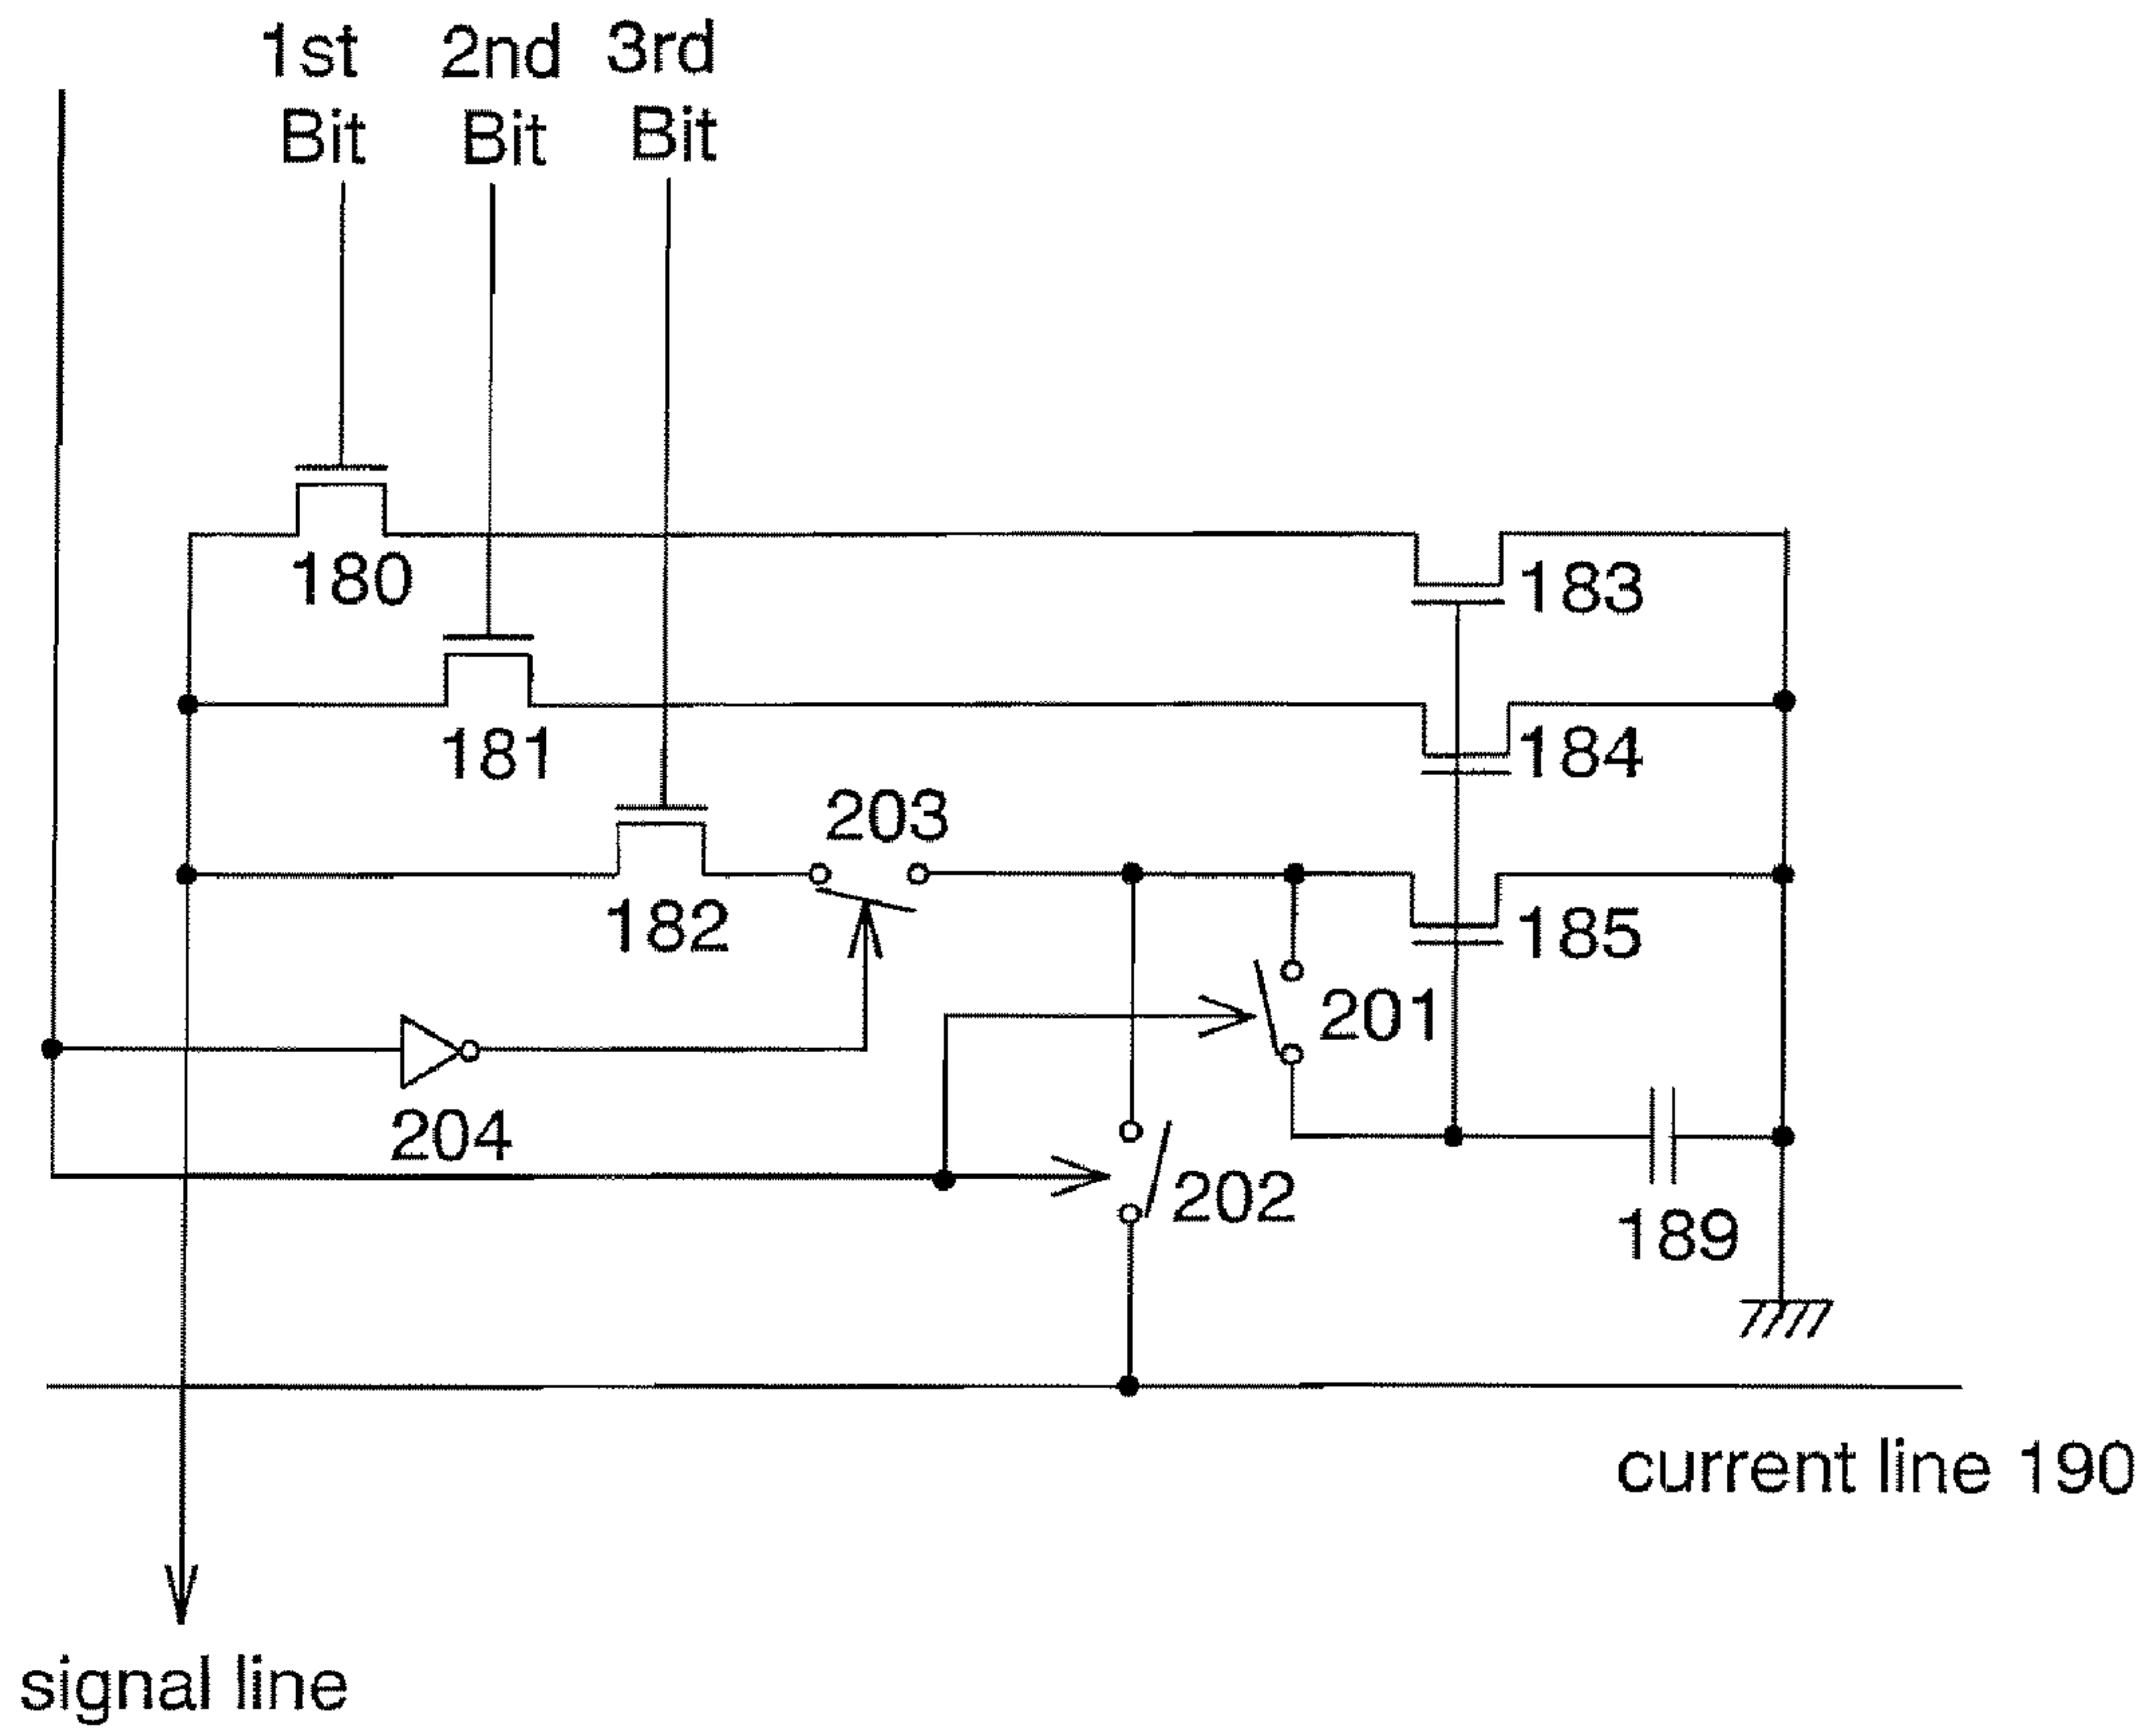 1st 2nd 3rd
Bit Bit Bit
180
183
181
184
203
182
185
201
204
202
189
current line 190
signal line